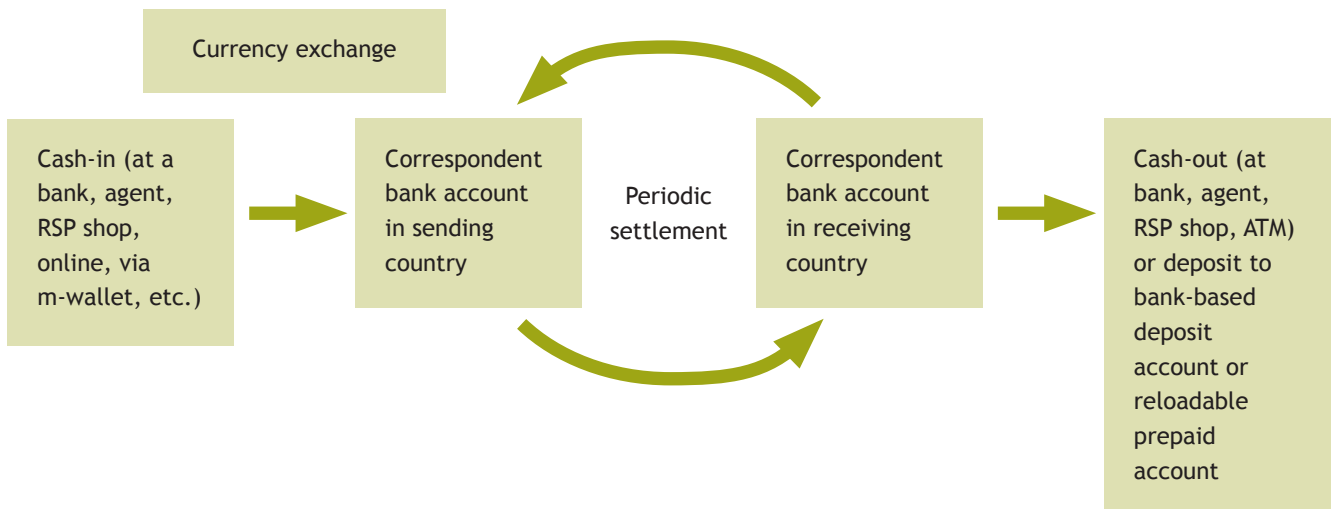 Currency exchange
Cash-in (at a
bank, agent,
RSP shop,
online, via
m-wallet, etc.)
Correspondent
bank account
in sending
country
Periodic
settlement
Correspondent
bank account
in receiving
country
Cash-out (at
bank, agent,
RSP shop, ATM)
or deposit to
bank-based
deposit
account or
reloadable
prepaid
account